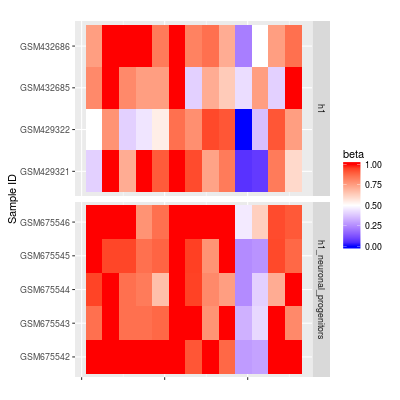 Sample ID
GSM432686
GSM432685
GSM429322
GSM429321
h1
GSM675546
GSM675545
GSM675544
GSM675543
GSM675542
h1_neuronal_progenitors
beta
1.00
0.75
0.50
0.25
0.00